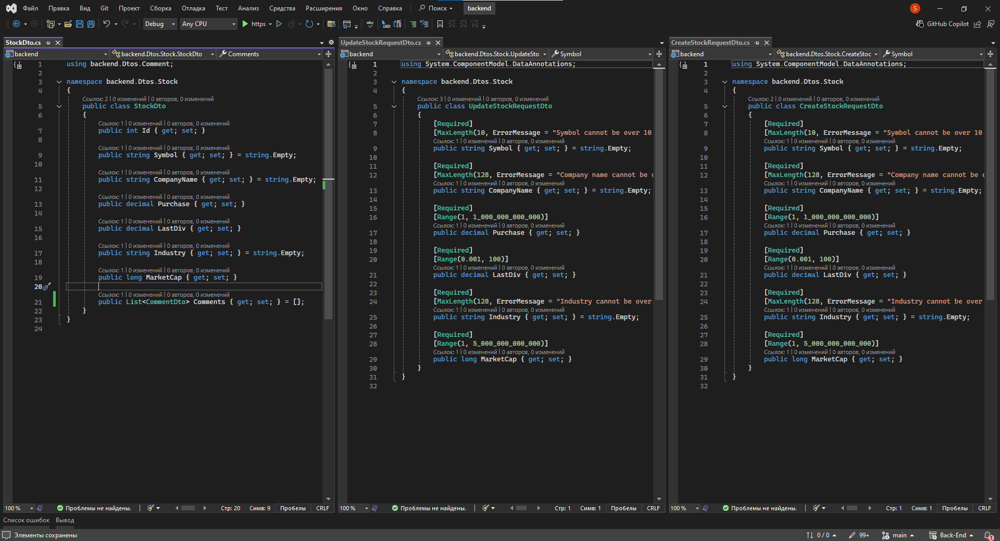 Файл Правка Вид Git Проект Сборка Отладка Тест Анализ Средства Расширения Окно Справка Поиск backend S
Debug Any CPU https abc GitHub Copilot
StockDto.cs
backend backend.Dtos.Stock.StockDto Comments
1 using backend.Dtos.Comment;
2
3 namespace backend.Dtos.Stock
4 {
Ссылок: 2 | 0 изменений | 0 авторов, 0 изменений
5 public class StockDto
6 {
Ссылок: 1 | 0 изменений | 0 авторов, 0 изменений
7 public int Id { get; set; }
8
Ссылок: 1 | 0 изменений | 0 авторов, 0 изменений
9 public string Symbol { get; set; } = string.Empty;
10
Ссылок: 1 | 0 изменений | 0 авторов, 0 изменений
11 public string CompanyName { get; set; } = string.Empty;
12
Ссылок: 1 | 0 изменений | 0 авторов, 0 изменений
13 public decimal Purchase { get; set; }
14
Ссылок: 1 | 0 изменений | 0 авторов, 0 изменений
15 public decimal LastDiv { get; set; }
16
Ссылок: 1 | 0 изменений | 0 авторов, 0 изменений
17 public string Industry { get; set; } = string.Empty;
18
Ссылок: 1 | 0 изменений | 0 авторов, 0 изменений
19 public long MarketCap { get; set; }
20
Ссылок: 1 | 0 изменений | 0 авторов, 0 изменений
21 public List<CommentDto> Comments { get; set; } = [];
22 }
23 }
24
100 % Проблемы не найдены. Стр: 20 Симв: 9 Пробелы CRLF
UpdateStockRequestDto.cs
backend backend.Dtos.Stock.UpdateSto Symbol
1 using System.ComponentModel.DataAnnotations;
2
3 namespace backend.Dtos.Stock
4 {
Ссылок: 3 | 0 изменений | 0 авторов, 0 изменений
5 public class UpdateStockRequestDto
6 {
7 [Required]
8 [MaxLength(10, ErrorMessage = "Symbol cannot be over 10
Ссылок: 1 | 0 изменений | 0 авторов, 0 изменений
9 public string Symbol { get; set; } = string.Empty;
10
11 [Required]
12 [MaxLength(128, ErrorMessage = "Company name cannot be
Ссылок: 1 | 0 изменений | 0 авторов, 0 изменений
13 public string CompanyName { get; set; } = string.Empty;
14
15 [Required]
16 [Range(1, 1_000_000_000_000)]
Ссылок: 1 | 0 изменений | 0 авторов, 0 изменений
17 public decimal Purchase { get; set; }
18
19 [Required]
20 [Range(0.001, 100)]
Ссылок: 1 | 0 изменений | 0 авторов, 0 изменений
21 public decimal LastDiv { get; set; }
22
23 [Required]
24 [MaxLength(128, ErrorMessage = "Industry cannot be over
Ссылок: 1 | 0 изменений | 0 авторов, 0 изменений
25 public string Industry { get; set; } = string.Empty;
26
27 [Required]
28 [Range(1, 5_000_000_000_000)]
Ссылок: 1 | 0 изменений | 0 авторов, 0 изменений
29 public long MarketCap { get; set; }
30 }
31 }
32
100 % Проблемы не найдены. Стр: 1 Симв: 1 Пробелы CRLF
CreateStockRequestDto.cs
backend backend.Dtos.Stock.CreateStoc Symbol
1 using System.ComponentModel.DataAnnotations;
2
3 namespace backend.Dtos.Stock
4 {
Ссылок: 2 | 0 изменений | 0 авторов, 0 изменений
5 public class CreateStockRequestDto
6 {
7 [Required]
8 [MaxLength(10, ErrorMessage = "Symbol cannot be over 10
Ссылок: 1 | 0 изменений | 0 авторов, 0 изменений
9 public string Symbol { get; set; } = string.Empty;
10
11 [Required]
12 [MaxLength(128, ErrorMessage = "Company name cannot be
Ссылок: 1 | 0 изменений | 0 авторов, 0 изменений
13 public string CompanyName { get; set; } = string.Empty;
14
15 [Required]
16 [Range(1, 1_000_000_000_000)]
Ссылок: 1 | 0 изменений | 0 авторов, 0 изменений
17 public decimal Purchase { get; set; }
18
19 [Required]
20 [Range(0.001, 100)]
Ссылок: 1 | 0 изменений | 0 авторов, 0 изменений
21 public decimal LastDiv { get; set; }
22
23 [Required]
24 [MaxLength(128, ErrorMessage = "Industry cannot be over
Ссылок: 1 | 0 изменений | 0 авторов, 0 изменений
25 public string Industry { get; set; } = string.Empty;
26
27 [Required]
28 [Range(1, 5_000_000_000_000)]
Ссылок: 1 | 0 изменений | 0 авторов, 0 изменений
29 public long MarketCap { get; set; }
30 }
31 }
32
100 % Проблемы не найдены. Стр: 1 Симв: 1 Пробелы CRLF
Список ошибок Вывод
Элементы сохранены 0 / 0 99+ main Back-End 1